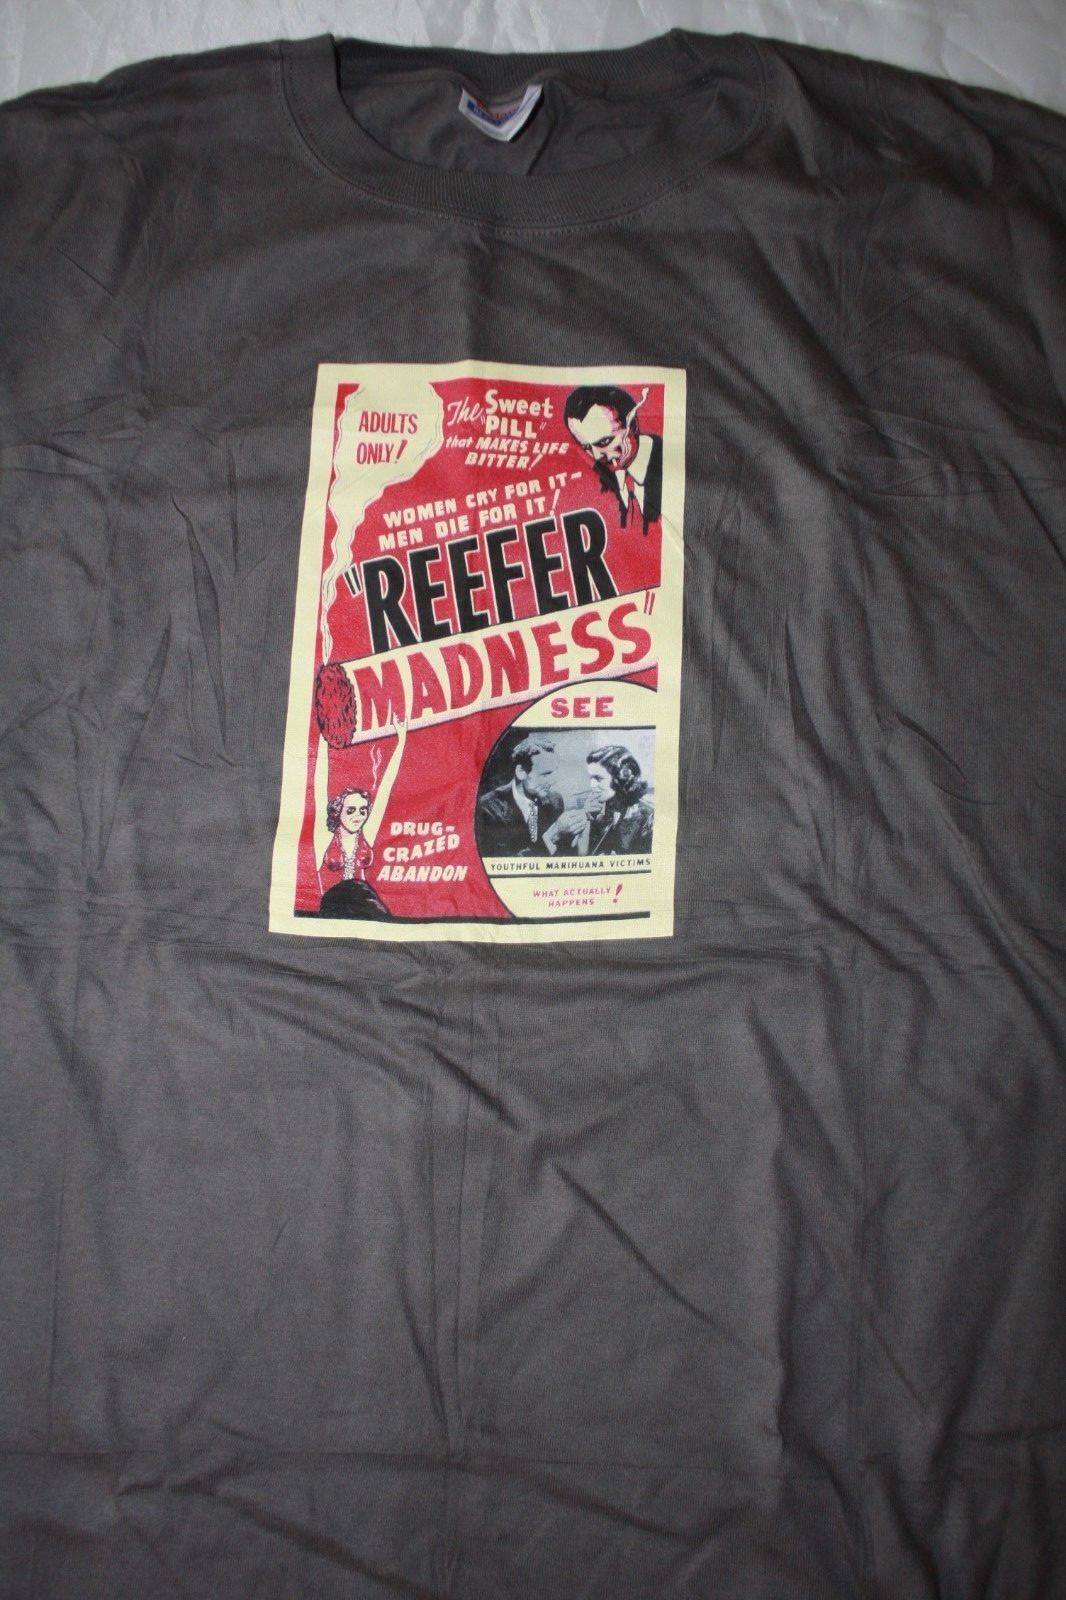 ADULTS
ONLY!
The Sweet
"PILL"
that MAKES LIFE
BITTER!
WOMEN CRY FOR IT-
MEN DIE FOR IT!
"REEFER
MADNESS"
SEE
DRUG-
CRAZED
ABANDON
YOUTHFUL MARIHUANA VICTIMS
WHAT ACTUALLY
HAPPENS !